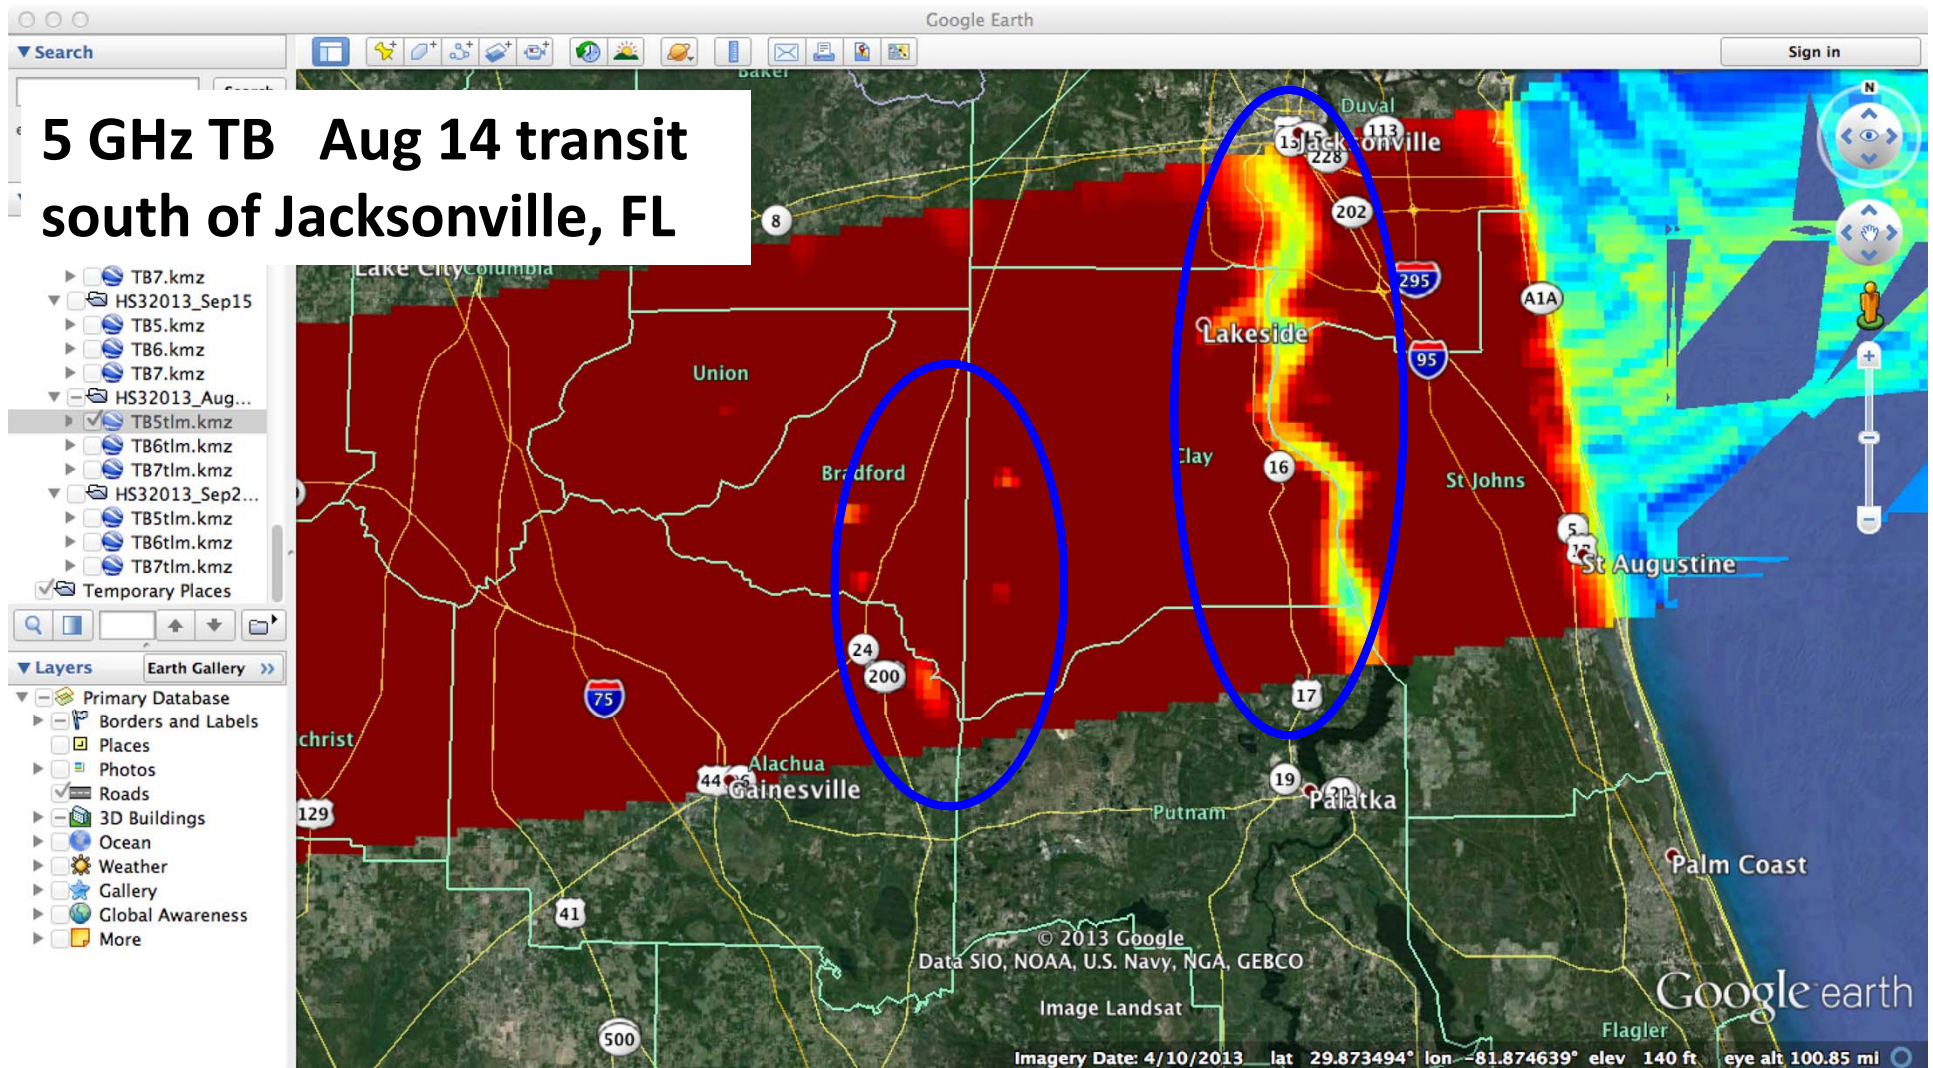 Google Earth
Search
Sign in
5 GHz TB Aug 14 transit
south of Jacksonville, FL
TB7.kmz
HS32013_Sep15
TB5.kmz
TB6.kmz
TB7.kmz
HS32013_Aug...
TB5tlm.kmz
TB6tlm.kmz
TB7tlm.kmz
HS32013_Sep2...
TB5tlm.kmz
TB6tlm.kmz
TB7tlm.kmz
Temporary Places
Layers
Earth Gallery >>
Primary Database
Borders and Labels
Places
Photos
Roads
3D Buildings
Ocean
Weather
Gallery
Global Awareness
More
Baker
Duval
N
113
Jacksonville
228
202
8
Lake City
Columbia
295
A1A
Lakeside
95
Union
Bradford
Clay
16
St Johns
5
St Augustine
24
200
75
17
Alachua
44
Gainesville
19
Palatka
129
Putnam
Palm Coast
41
500
© 2013 Google
Data SIO, NOAA, U.S. Navy, NGA, GEBCO
Image Landsat
Google earth
Flagler
Imagery Date: 4/10/2013 lat 29.873494° lon -81.874639° elev 140 ft eye alt 100.85 mi